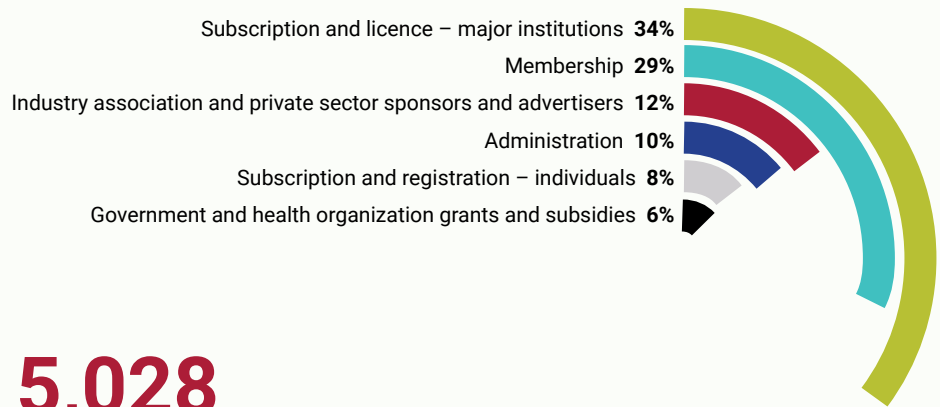 Subscription and licence – major institutions 34%
Membership 29%
Industry association and private sector sponsors and advertisers 12%
Administration 10%
Subscription and registration – individuals 8%
Government and health organization grants and subsidies 6%
5,028